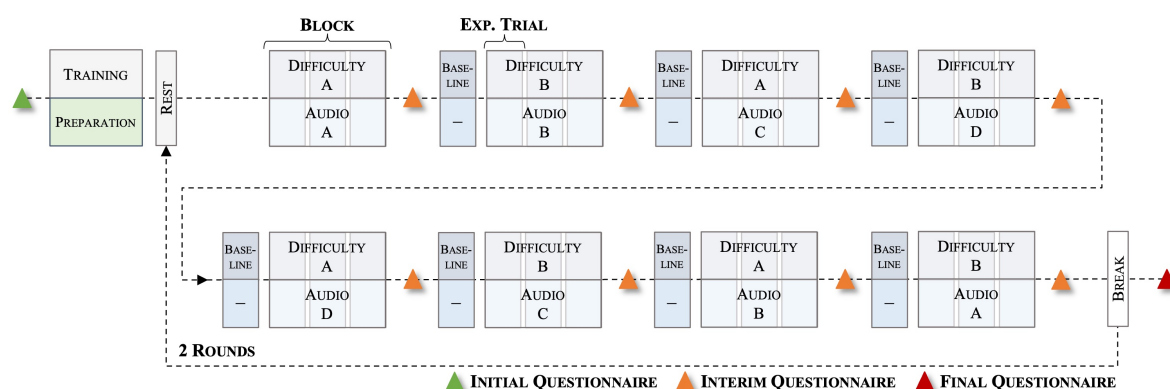 BLOCK
EXP. TRIAL
TRAINING
PREPARATION
REST
DIFFICULTY
A
AUDIO
A
BASE-
LINE
–
DIFFICULTY
B
AUDIO
B
BASE-
LINE
–
DIFFICULTY
A
AUDIO
C
BASE-
LINE
–
DIFFICULTY
B
AUDIO
D
BASE-
LINE
–
DIFFICULTY
A
AUDIO
D
BASE-
LINE
–
DIFFICULTY
B
AUDIO
C
BASE-
LINE
–
DIFFICULTY
A
AUDIO
B
BASE-
LINE
–
DIFFICULTY
B
AUDIO
A
BREAK
2 ROUNDS
INITIAL QUESTIONNAIRE
INTERIM QUESTIONNAIRE
FINAL QUESTIONNAIRE